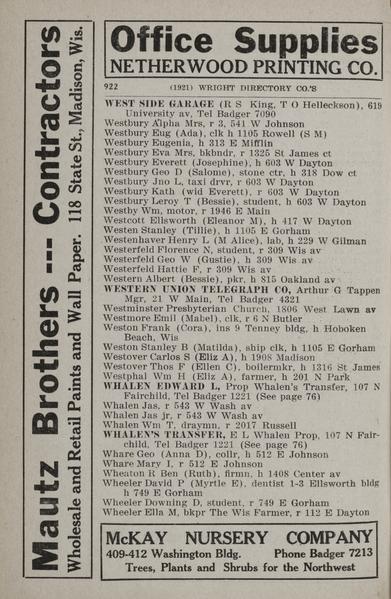 Mautz Brothers --- Contractors
Wholesale and Retail Paints and Wall Paper. 118 State St., Madison, Wis.
Office Supplies
NETHERWOOD PRINTING CO.
922 (1921) WRIGHT DIRECTORY CO.'S
WEST SIDE GARAGE (R S King, T O Helleckson), 619
University av, Tel Badger 7090
Westbury Alpha Mrs, r 3, 541 W Johnson
Westbury Eug (Ada), clk h 1105 Rowell (S M)
Westbury Eugenia, h 313 E Mifflin
Westbury Eva Mrs, bkbndr, r 1325 St James ct
Westbury Everett (Josephine), h 603 W Dayton
Westbury Geo D (Salome), stone ctr, h 318 Dow ct
Westbury Jno L, taxi drvr, r 603 W Dayton
Westbury Kath (wid Everett), r 603 W Dayton
Westbury Leroy T (Bessie), student, h 603 W Dayton
Westby Wm, motor, r 1946 E Main
Westcott Ellsworth (Eleanor M), h 417 W Dayton
Westen Stanley (Tillie), h 1105 E Gorham
Westenhaver Henry L (M Alice), lab, h 229 W Gilman
Westerfeld Florence N, student, r 309 Wis av
Westerfeld Geo W (Gustie), h 309 Wis av
Westerfeld Hattie F, r 309 Wis av
Western Albert (Bessie), pkr, h 815 Oakland av
WESTERN UNION TELEGRAPH CO, Arthur G Tappen
Mgr, 21 W Main, Tel Badger 4321
Westminster Presbyterian Church, 1806 West Lawn av
Westmore Emil (Mabel), clk, r 6 N Butler
Weston Frank (Cora), ins 9 Tenney bldg, h Hoboken
Beach, Wis
Weston Stanley B (Matilda), ship clk, h 1105 E Gorham
Westover Carlos S (Eliz A), h 1908 Madison
Westover Thos F (Ellen C), boilermkr, h 1316 St James
Westphal Wm H (Eliz A), farmer, h 201 N Park
WHALEN EDWARD L, Prop Whalen's Transfer, 107 N
Fairchild, Tel Badger 1221 (See page 76)
Whalen Jas, r 543 W Wash av
Whalen Jas jr, r 543 W Wash av
Whalen Wm T, draymn, r 2017 Russell
WHALEN'S TRANSFER, E L Whalen Prop, 107 N Fair-
child, Tel Badger 1221 (See page 76)
Whare Geo (Anna D), collr, h 512 E Johnson
Whare Mary I, r 512 E Johnson
Wheaton R Ben (Ruth), firmn, h 1408 Center av
Wheeler David P (Myrtle E), dentist 1-3 Ellsworth bldg
h 749 E Gorham
Wheeler Downing D, student, r 749 E Gorham
Wheeler Ella M, bkpr The Wis Farmer, r 112 E Dayton
McKAY NURSERY COMPANY
409-412 Washington Bldg. Phone Badger 7213
Trees, Plants and Shrubs for the Northwest